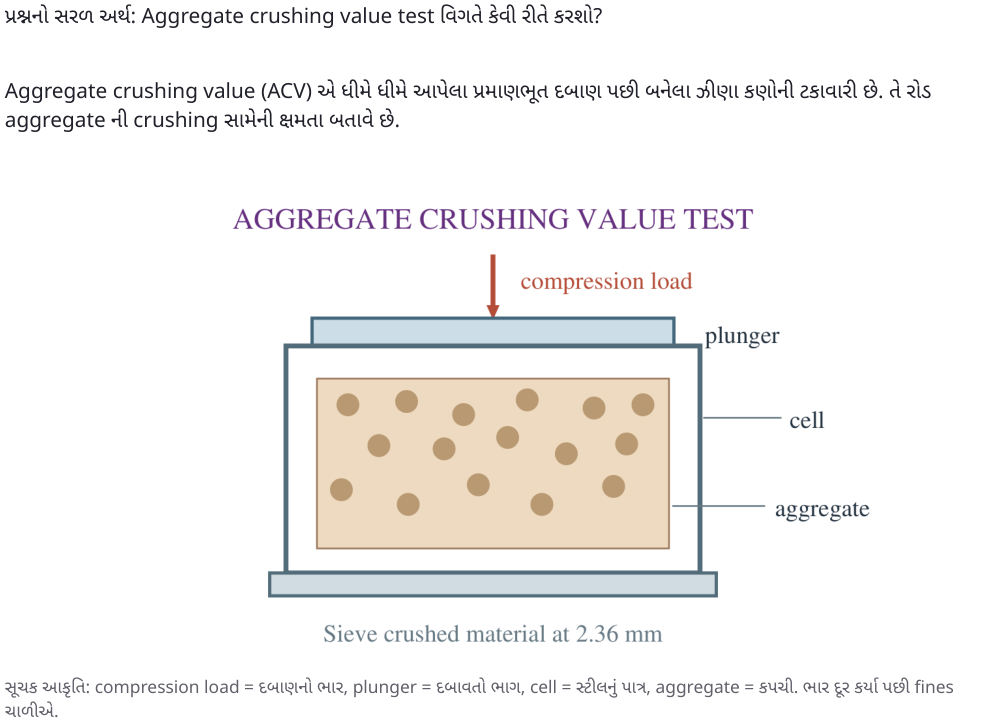 પ્રશ્નનો સરળ અર્થ: Aggregate crushing value test વિગતે કેવી રીતે કરશો?
Aggregate crushing value (ACV) એ ધીમે ધીમે આપેલા પ્રમાણભૂત દબાણ પછી બનેલા ઝીણા કણોની ટકાવારી છે. તે રોડ
aggregate ની crushing સામેની ક્ષમતા બતાવે છે.
AGGREGATE CRUSHING VALUE TEST
compression load
plunger
cell
aggregate
Sieve crushed material at 2.36 mm
સૂચક આકૃતિ: compression load = દબાણનો ભાર, plunger = દબાવતો ભાગ, cell = સ્ટીલનું પાત્ર, aggregate = કપચી. ભાર દૂર કર્યા પછી fines
ચાળીએ.